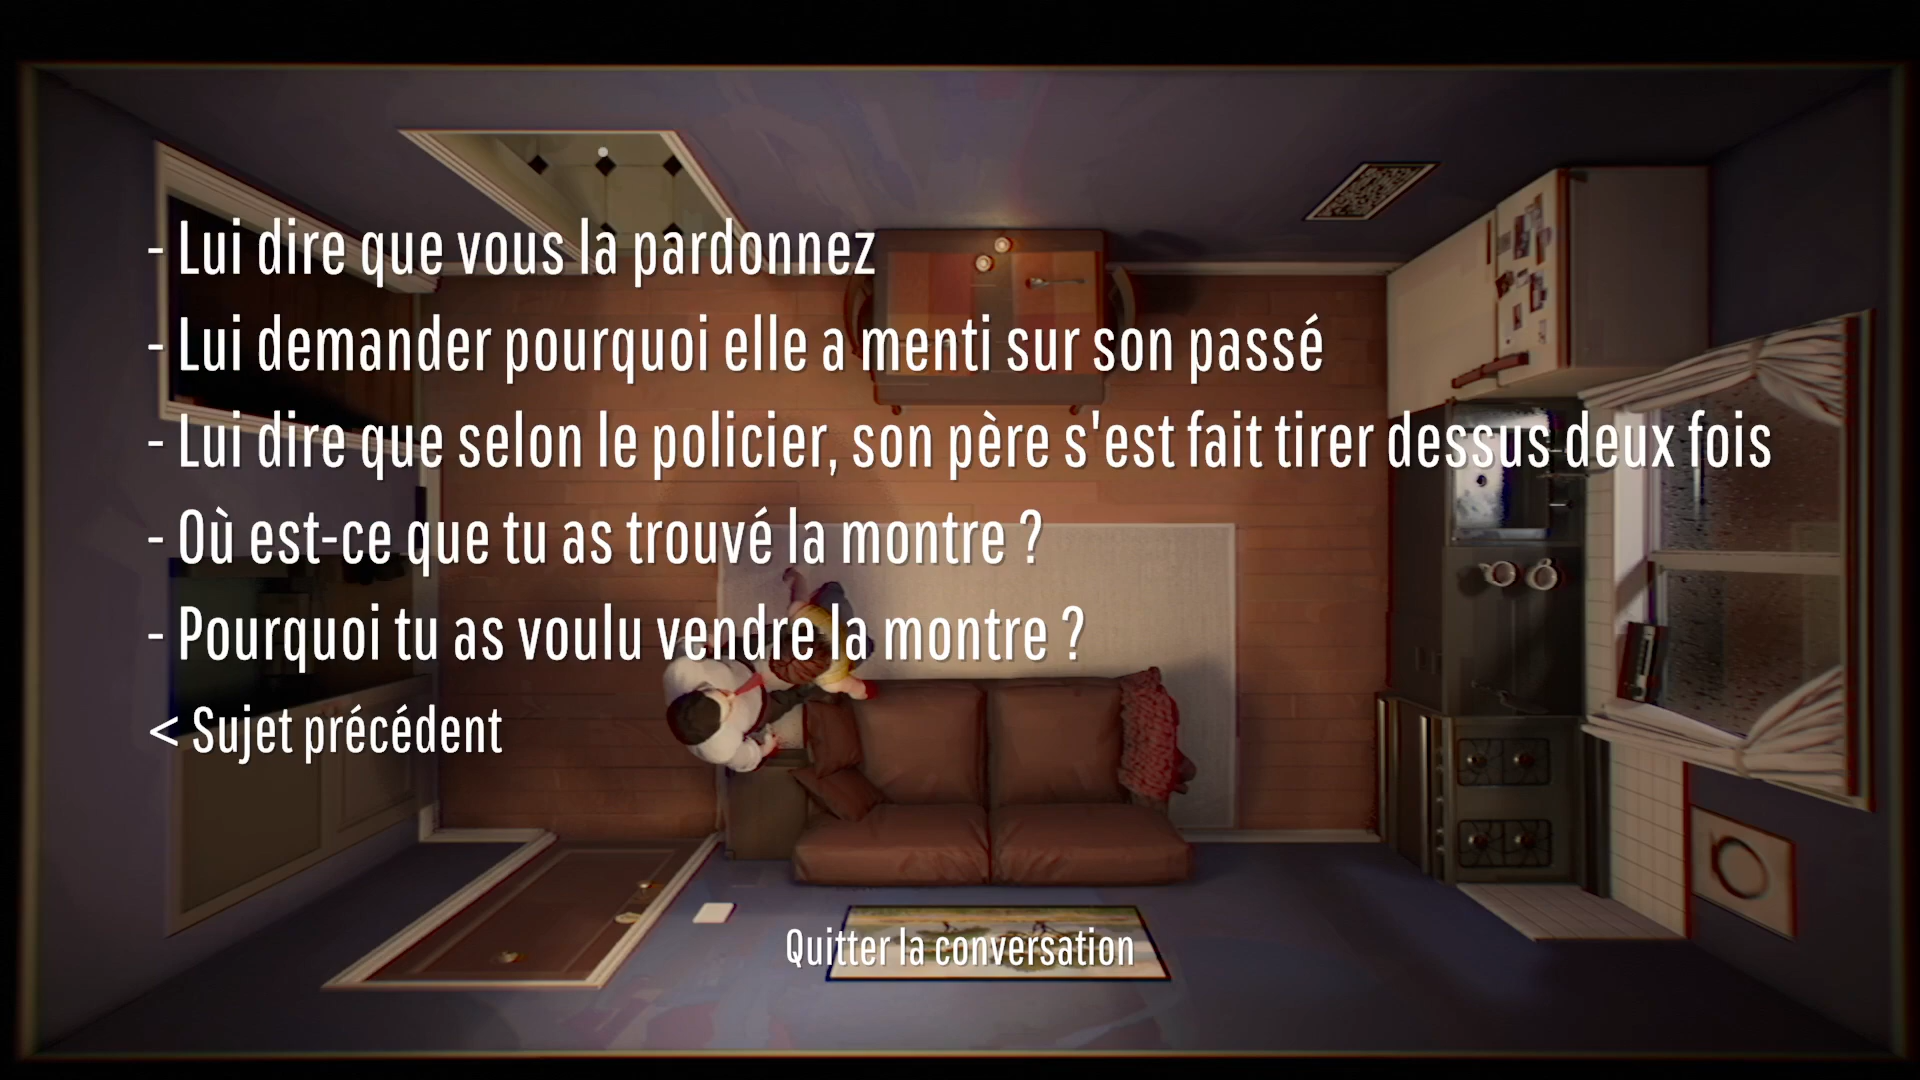 - Lui dire que vous la pardonnez
- Lui demander pourquoi elle a menti sur son passé
- Lui dire que selon le policier, son père s'est fait tirer dessus deux fois
- Où est-ce que tu as trouvé la montre ?
- Pourquoi tu as voulu vendre la montre ?
< Sujet précédent
Quitter la conversation